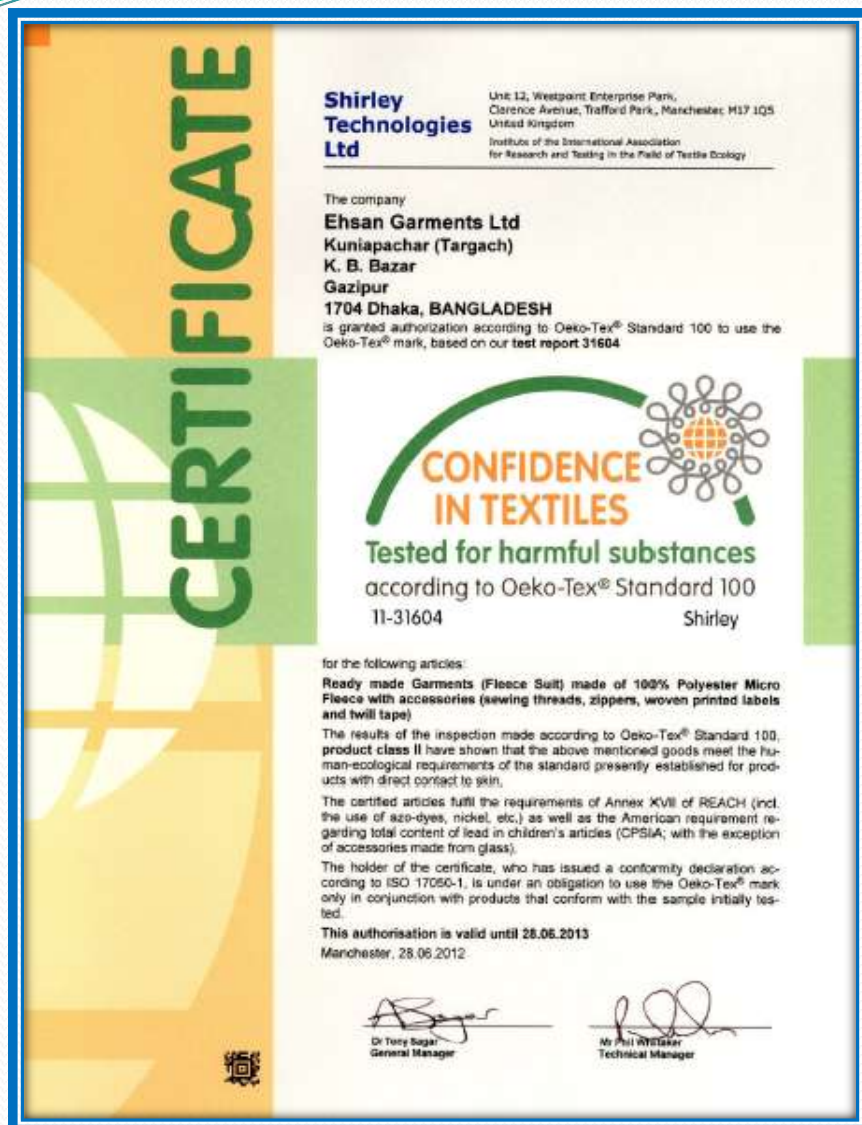 CERTIFICATE
Shirley
Technologies
Ltd
Unit 12, Westpoint Enterprise Park,
Clarence Avenue, Trafford Park, Manchester, M17 1QS
United Kingdom
Institute of the International Association
for Research and Testing in the Field of Textile Ecology
The company
Ehsan Garments Ltd
Kuniapachar (Targach)
K. B. Bazar
Gazipur
1704 Dhaka, BANGLADESH
is granted authorization according to Oeko-Tex® Standard 100 to use the
Oeko-Tex® mark, based on our test report 31604
CONFIDENCE
IN TEXTILES
Tested for harmful substances
according to Oeko-Tex® Standard 100
11-31604 Shirley
for the following articles:
Ready made Garments (Fleece Suit) made of 100% Polyester Micro
Fleece with accessories (sewing threads, zippers, woven printed labels
and twill tape)
The results of the inspection made according to Oeko-Tex® Standard 100,
product class II have shown that the above mentioned goods meet the hu-
man-ecological requirements of the standard presently established for prod-
ucts with direct contact to skin.
The certified articles fulfil the requirements of Annex XVII of REACH (incl.
the use of azo-dyes, nickel, etc.) as well as the American requirement re-
garding total content of lead in children's articles (CPSIA; with the exception
of accessories made from glass).
The holder of the certificate, who has issued a conformity declaration ac-
cording to ISO 17050-1, is under an obligation to use the Oeko-Tex® mark
only in conjunction with products that conform with the sample initially tes-
ted.
This authorisation is valid until 28.06.2013
Manchester, 28.06.2012
Dr Tony Sagar
General Manager
Mr Phil Whitaker
Technical Manager